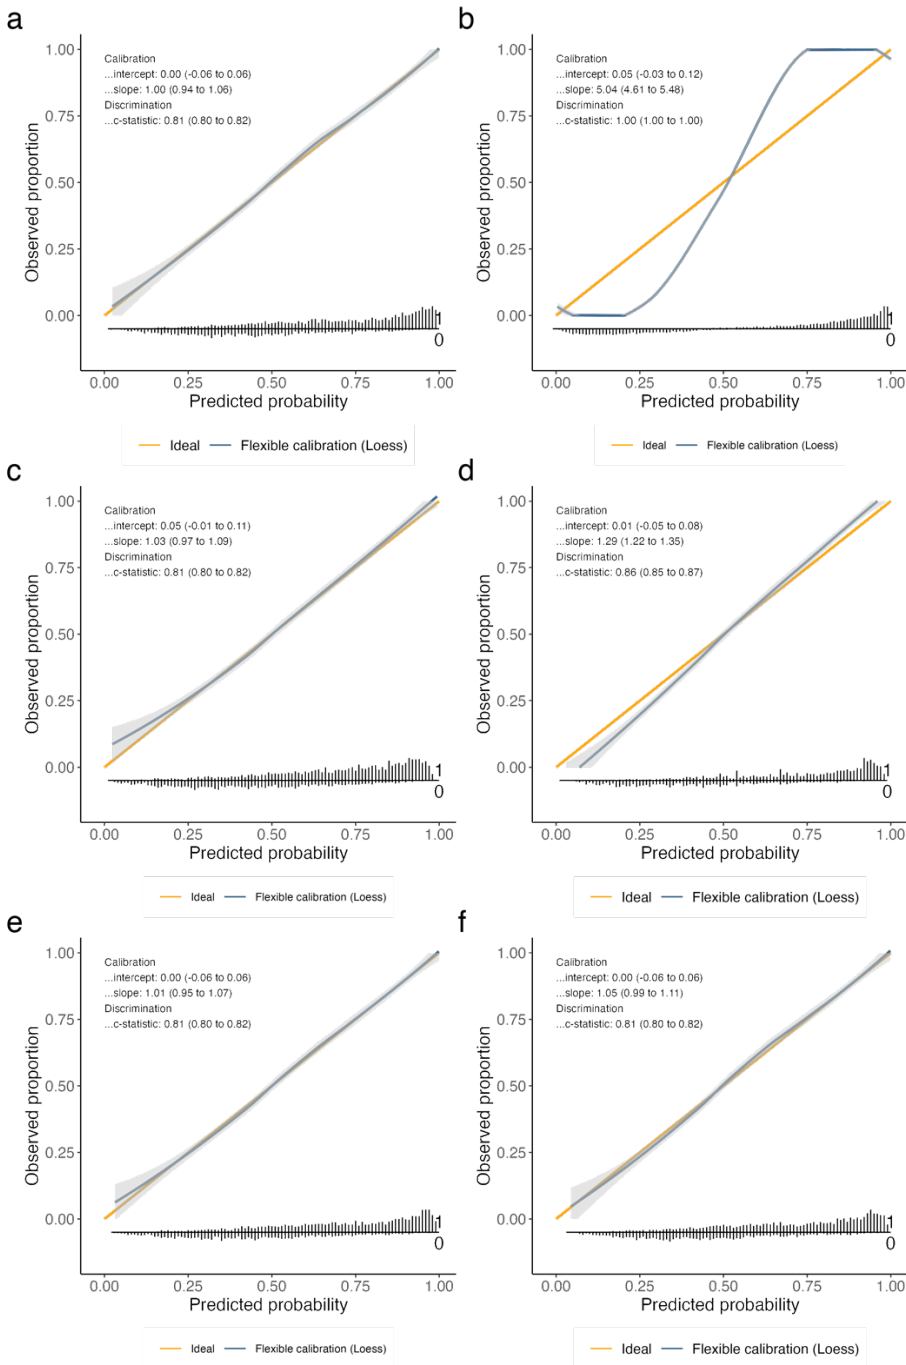 a
1.00
0.75
0.50
0.25
0.00
Observed proportion
Calibration
...intercept: 0.00 (-0.06 to 0.06)
...slope: 1.00 (0.94 to 1.06)
Discrimination
...c-statistic: 0.81 (0.80 to 0.82)
1
0
0.00 0.25 0.50 0.75 1.00
Predicted probability
Ideal Flexible calibration (Loess)
b
1.00
0.75
0.50
0.25
0.00
Observed proportion
Calibration
...intercept: 0.05 (-0.03 to 0.12)
...slope: 5.04 (4.61 to 5.48)
Discrimination
...c-statistic: 1.00 (1.00 to 1.00)
1
0
0.00 0.25 0.50 0.75 1.00
Predicted probability
Ideal Flexible calibration (Loess)
c
1.00
0.75
0.50
0.25
0.00
Observed proportion
Calibration
...intercept: 0.05 (-0.01 to 0.11)
...slope: 1.03 (0.97 to 1.09)
Discrimination
...c-statistic: 0.81 (0.80 to 0.82)
1
0
0.00 0.25 0.50 0.75 1.00
Predicted probability
Ideal Flexible calibration (Loess)
d
1.00
0.75
0.50
0.25
0.00
Observed proportion
Calibration
...intercept: 0.01 (-0.05 to 0.08)
...slope: 1.29 (1.22 to 1.35)
Discrimination
...c-statistic: 0.86 (0.85 to 0.87)
1
0
0.00 0.25 0.50 0.75 1.00
Predicted probability
Ideal Flexible calibration (Loess)
e
1.00
0.75
0.50
0.25
0.00
Observed proportion
Calibration
...intercept: 0.00 (-0.06 to 0.06)
...slope: 1.01 (0.95 to 1.07)
Discrimination
...c-statistic: 0.81 (0.80 to 0.82)
1
0
0.00 0.25 0.50 0.75 1.00
Predicted probability
Ideal Flexible calibration (Loess)
f
1.00
0.75
0.50
0.25
0.00
Observed proportion
Calibration
...intercept: 0.00 (-0.06 to 0.06)
...slope: 1.05 (0.99 to 1.11)
Discrimination
...c-statistic: 0.81 (0.80 to 0.82)
1
0
0.00 0.25 0.50 0.75 1.00
Predicted probability
Ideal Flexible calibration (Loess)